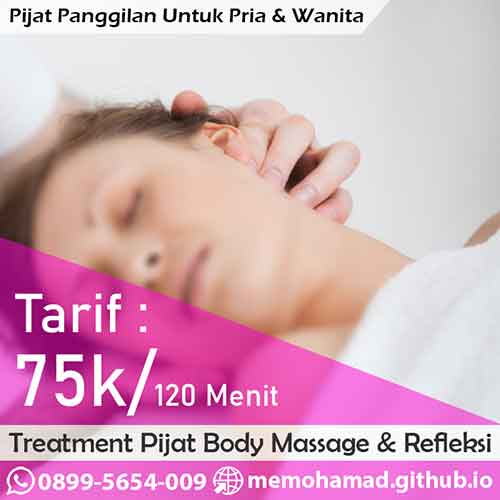 Pijat Panggilan Untuk Pria & Wanita
Tarif :
75k/120 Menit
Treatment Pijat Body Massage & Refleksi
0899-5654-009 memohamad.github.io